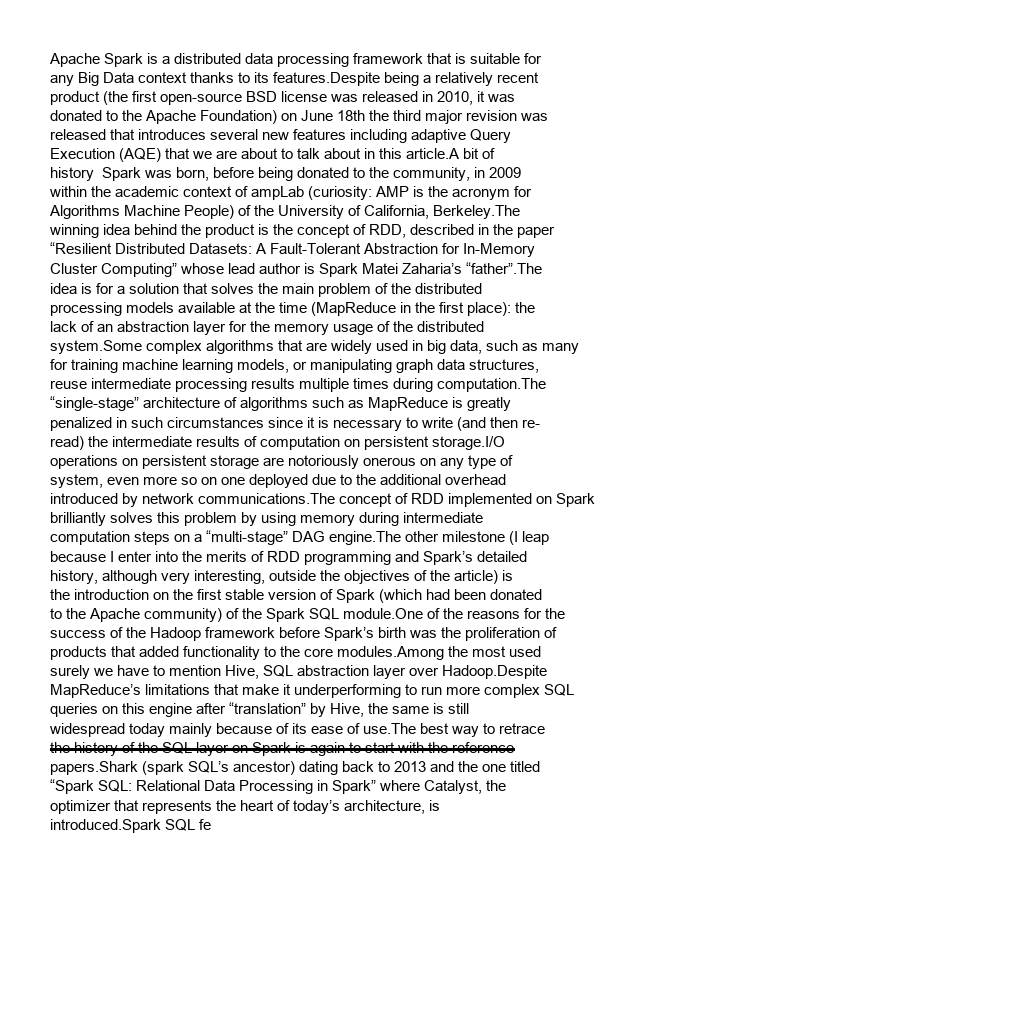 Apache Spark is a distributed data processing framework that is suitable for
any Big Data context thanks to its features.Despite being a relatively recent
product (the first open-source BSD license was released in 2010, it was
donated to the Apache Foundation) on June 18th the third major revision was
released that introduces several new features including adaptive Query
Execution (AQE) that we are about to talk about in this article.A bit of
history  Spark was born, before being donated to the community, in 2009
within the academic context of ampLab (curiosity: AMP is the acronym for
Algorithms Machine People) of the University of California, Berkeley.The
winning idea behind the product is the concept of RDD, described in the paper
“Resilient Distributed Datasets: A Fault-Tolerant Abstraction for In-Memory
Cluster Computing” whose lead author is Spark Matei Zaharia’s “father”.The
idea is for a solution that solves the main problem of the distributed
processing models available at the time (MapReduce in the first place): the
lack of an abstraction layer for the memory usage of the distributed
system.Some complex algorithms that are widely used in big data, such as many
for training machine learning models, or manipulating graph data structures,
reuse intermediate processing results multiple times during computation.The
“single-stage” architecture of algorithms such as MapReduce is greatly
penalized in such circumstances since it is necessary to write (and then re-
read) the intermediate results of computation on persistent storage.I/O
operations on persistent storage are notoriously onerous on any type of
system, even more so on one deployed due to the additional overhead
introduced by network communications.The concept of RDD implemented on Spark
brilliantly solves this problem by using memory during intermediate
computation steps on a “multi-stage” DAG engine.The other milestone (I leap
because I enter into the merits of RDD programming and Spark’s detailed
history, although very interesting, outside the objectives of the article) is
the introduction on the first stable version of Spark (which had been donated
to the Apache community) of the Spark SQL module.One of the reasons for the
success of the Hadoop framework before Spark’s birth was the proliferation of
products that added functionality to the core modules.Among the most used
surely we have to mention Hive, SQL abstraction layer over Hadoop.Despite
MapReduce’s limitations that make it underperforming to run more complex SQL
queries on this engine after “translation” by Hive, the same is still
widespread today mainly because of its ease of use.The best way to retrace
the history of the SQL layer on Spark is again to start with the reference
papers.Shark (spark SQL’s ancestor) dating back to 2013 and the one titled
“Spark SQL: Relational Data Processing in Spark” where Catalyst, the
optimizer that represents the heart of today’s architecture, is
introduced.Spark SQL fe